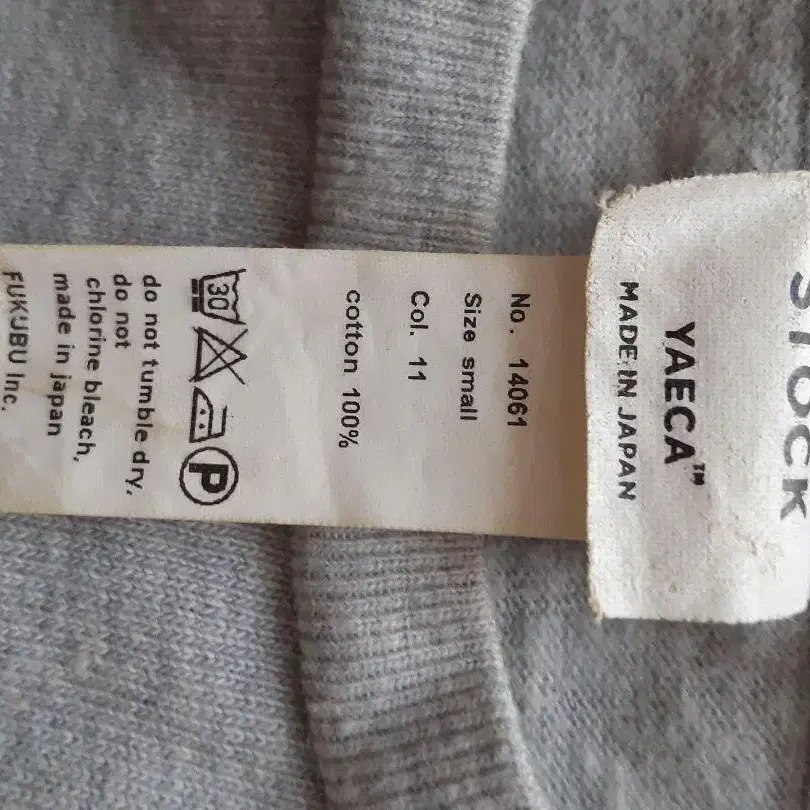 STOCK
YAECA™
MADE IN JAPAN
No. 14061
Size small
Col. 11
cotton 100%
30 P
do not tumble dry,
do not
chlorine bleach,
made in japan
FUKUBU Inc.